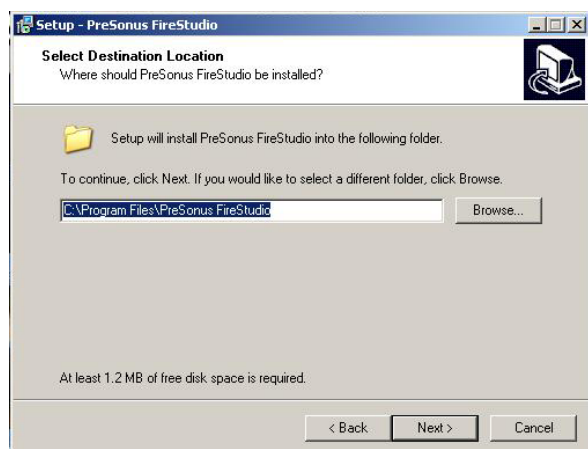 Setup - PreSonus FireStudio
Select Destination Location
Where should PreSonus FireStudio be installed?
Setup will install PreSonus FireStudio into the following folder.
To continue, click Next. If you would like to select a different folder, click Browse.
C:\Program Files\PreSonus FireStudio
Browse...
At least 1.2 MB of free disk space is required.
< Back
Next >
Cancel